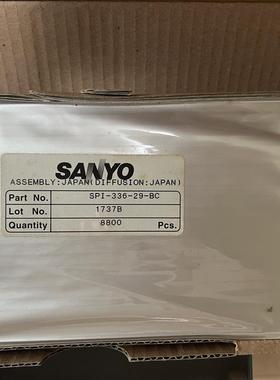 SANYO
ASSEMBLY:JAPAN(DIFFUSION:JAPAN)
Part No. SPI-336-29-BC
Lot No. 1737B
Quantity 8800 Pcs.